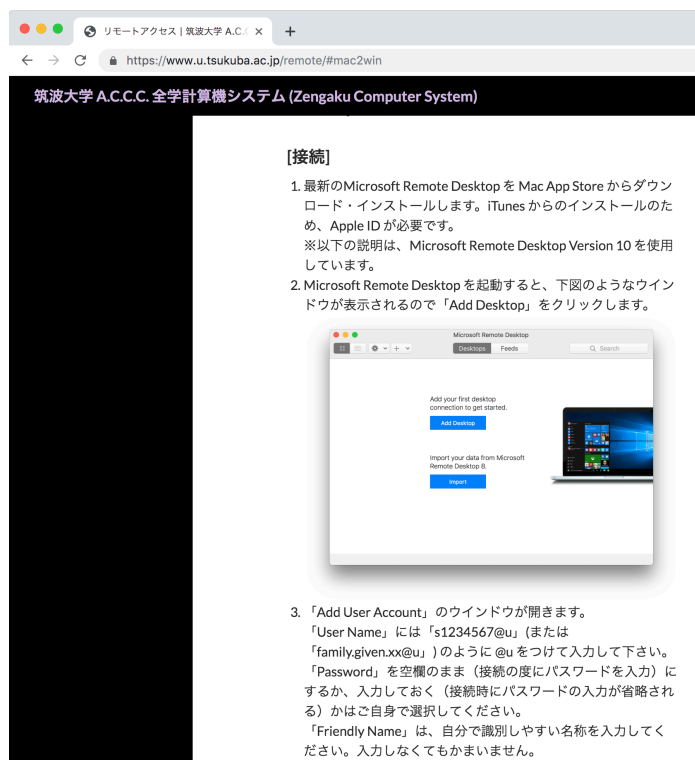 リモートアクセス | 筑波大学 A.C.C
https://www.u.tsukuba.ac.jp/remote/#mac2win
筑波大学 A.C.C.C. 全学計算機システム (Zengaku Computer System)
[接続]
1. 最新のMicrosoft Remote Desktop を Mac App Store からダウン
ロード・インストールします。iTunes からのインストールのた
め、Apple ID が必要です。
※以下の説明は、Microsoft Remote Desktop Version 10 を使用
しています。
2. Microsoft Remote Desktop を起動すると、下図のようなウイン
ドウが表示されるので「Add Desktop」をクリックします。
Microsoft Remote Desktop
Desktops Feeds Search
Add your first desktop
connection to get started.
Add Desktop
Import your data from Microsoft
Remote Desktop 8.
Import
3. 「Add User Account」のウインドウが開きます。
「User Name」には「s1234567@u」(または
「family.given.xx@u」) のように @u をつけて入力して下さい。
「Password」を空欄のまま（接続の度にパスワードを入力）に
するか、入力しておく（接続時にパスワードの入力が省略され
る）かはご自身で選択してください。
「Friendly Name」は、自分で識別しやすい名称を入力してく
ださい。入力しなくてもかまいません。